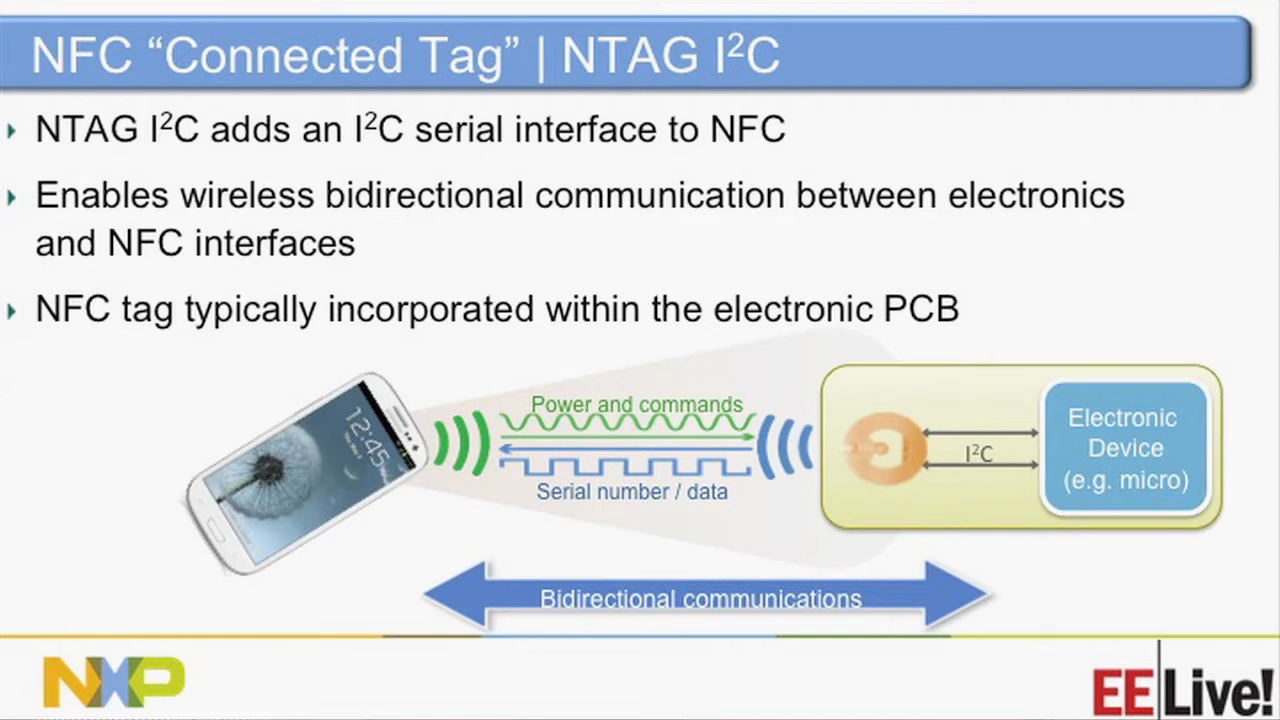 NFC “Connected Tag” | NTAG I²C
NTAG I²C adds an I²C serial interface to NFC
Enables wireless bidirectional communication between electronics
and NFC interfaces
NFC tag typically incorporated within the electronic PCB
12:45
Power and commands
Serial number / data
I²C
Electronic
Device
(e.g. micro)
Bidirectional communications
NXP
EE Live!